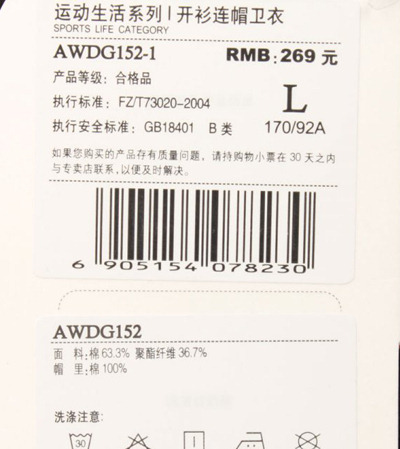 运动生活系列 | 开衫连帽卫衣
SPORTS LIFE CATEGORY
AWDG152-1 RMB: 269 元
产品等级: 合格品
执行标准: FZ/T73020-2004 L
执行安全标准: GB18401 B 类 170/92A
如果您购买的产品存有质量问题, 请持购物小票在 30 天之内
与专卖店联系, 以便及时解决。
6 905154 078230
AWDG152
面 料: 棉 63.3% 聚酯纤维 36.7%
帽 里: 棉 100%
洗涤注意:
30